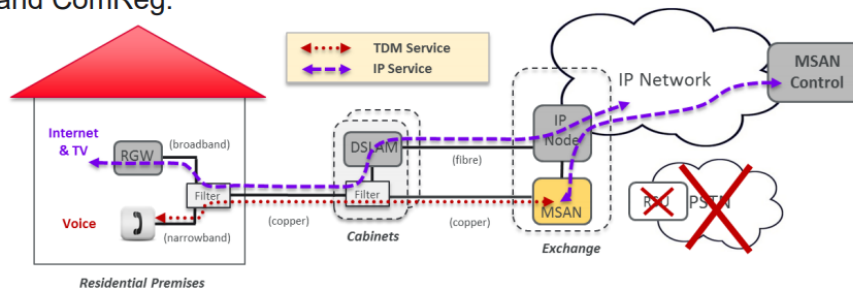 and ComReg.
TDM Service
IP Service
MSAN
Control
IP Network
Internet
& TV
RGW
(broadband)
DSLAM
(fibre)
IP
Node
Filter
Filter
Voice
(narrowband)
(copper)
(copper)
MSAN
RSU
PSTN
Cabinets
Exchange
Residential Premises